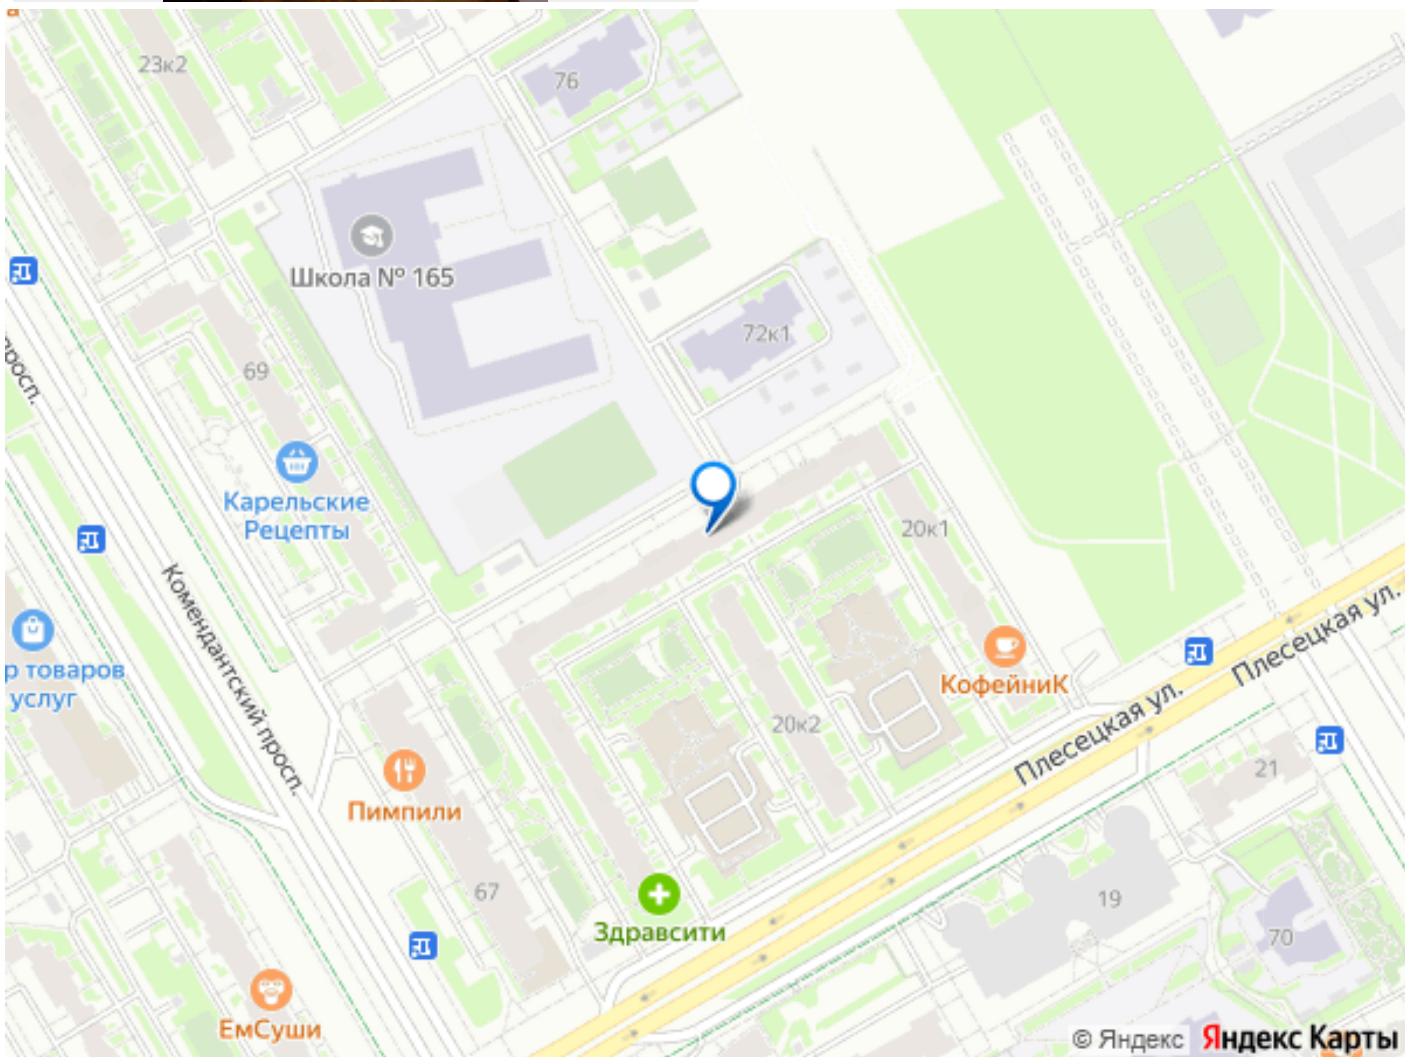 23к2
76
Школа № 165
72к1
просп.
69
Карельские
Рецепты
20к1
Комендантский просп.
р товаров
услуг
КофейниК
Плесецкая ул.
Плесецкая ул.
20к2
21
Пимпили
67
19
Здравсити
70
ЕмСуши
© Яндекс Яндекс Карты